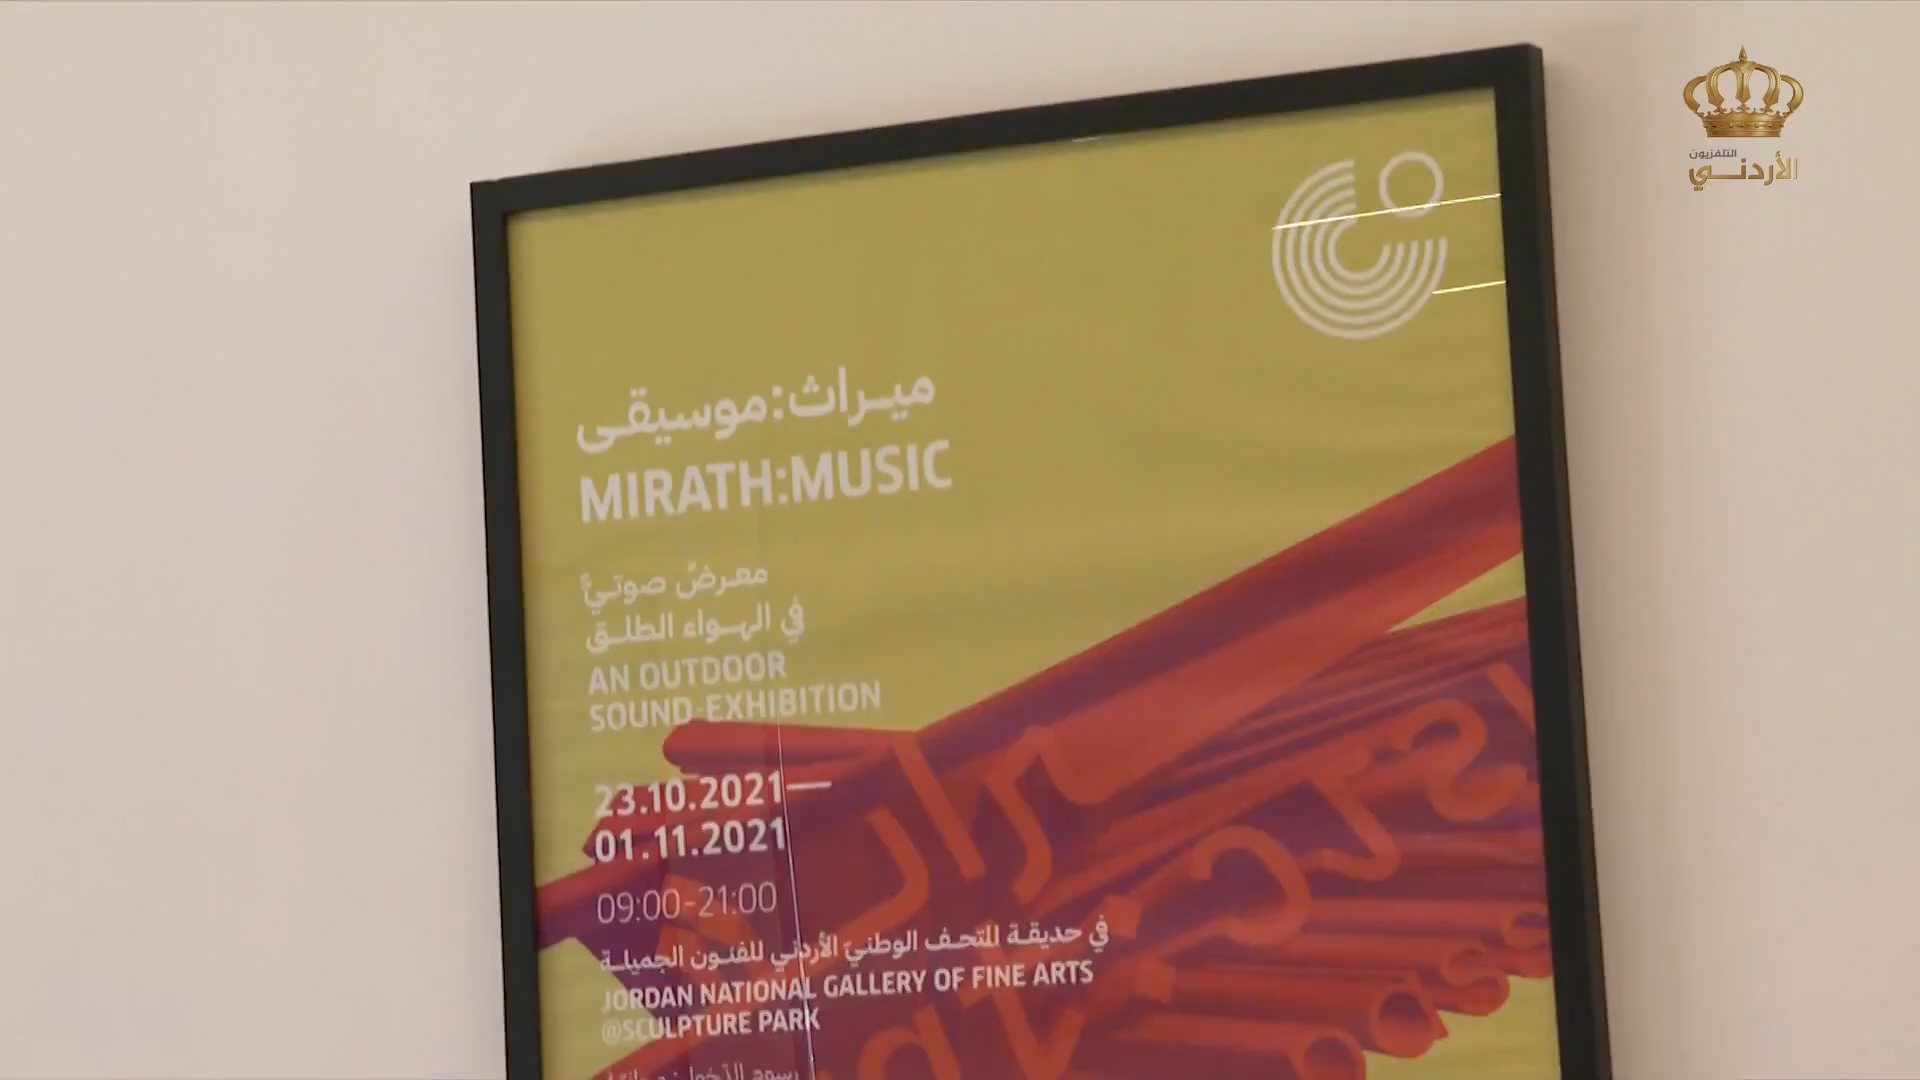 التلفزيون
الأردني
ميراث:موسيقى
MIRATH:MUSIC
معرضٌ صوتيٌّ
في الهواء الطلق
AN OUTDOOR
SOUND-EXHIBITION
23.10.2021—
01.11.2021
09:00-21:00
في حديقة المتحف الوطنيّ الأردني للفنون الجميلة
JORDAN NATIONAL GALLERY OF FINE ARTS
@SCULPTURE PARK
رسوم الدخول: